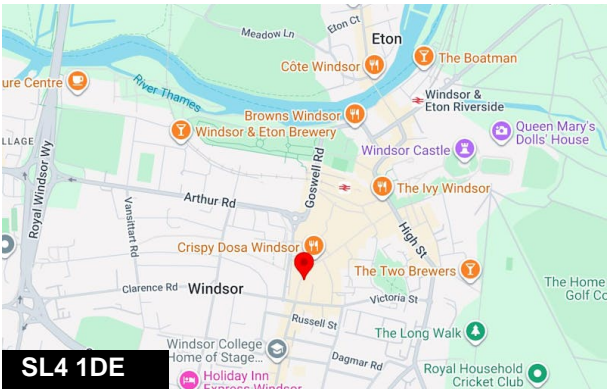 Meadow Ln
Eton Ct
Eton
Côte Windsor
The Boatman
ure Centre
River Thames
Windsor &
Eton Riverside
Browns Windsor
Windsor & Eton Brewery
Queen Mary's
Dolls' House
LLAGE
Windsor Castle
Royal Windsor Wy
Goswell Rd
The Ivy Windsor
Arthur Rd
Vansittart Rd
High St
Crispy Dosa Windsor
The Two Brewers
The Home
Golf Co
Clarence Rd
Windsor
Victoria St
Russell St
The Long Walk
Windsor College
Home of Stage...
Dagmar Rd
SL4 1DE
Holiday Inn
Express Windsor
Royal Household
Cricket Club